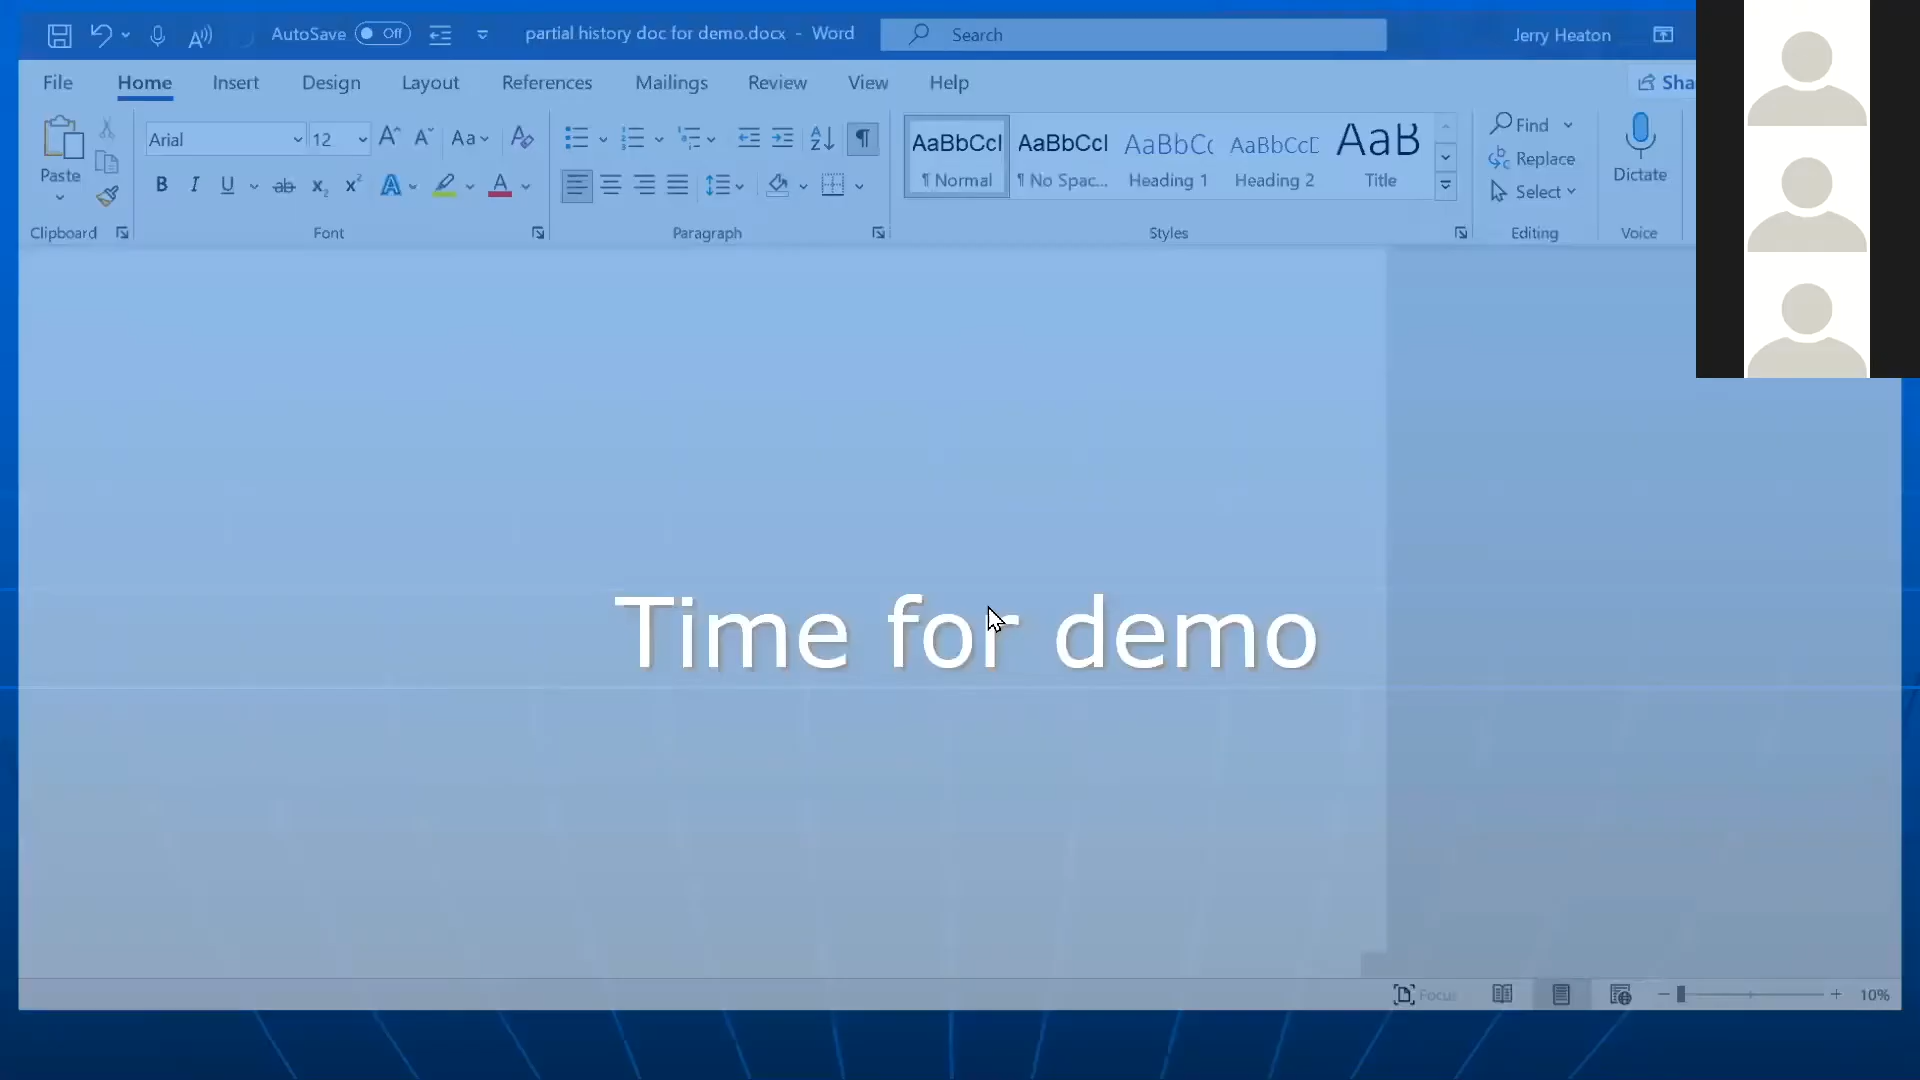 AutoSave Off partial history doc for demo.docx - Word Search Jerry Heaton
File Home Insert Design Layout References Mailings Review View Help Sha
Paste Arial 12 Aa AaBbCcI AaBbCcI AaBbCc AaBbCcD AaB Find Replace Select Dictate
¶ Normal ¶ No Spac... Heading 1 Heading 2 Title
Clipboard Font Paragraph Styles Editing Voice
Time for demo
Focus 10%